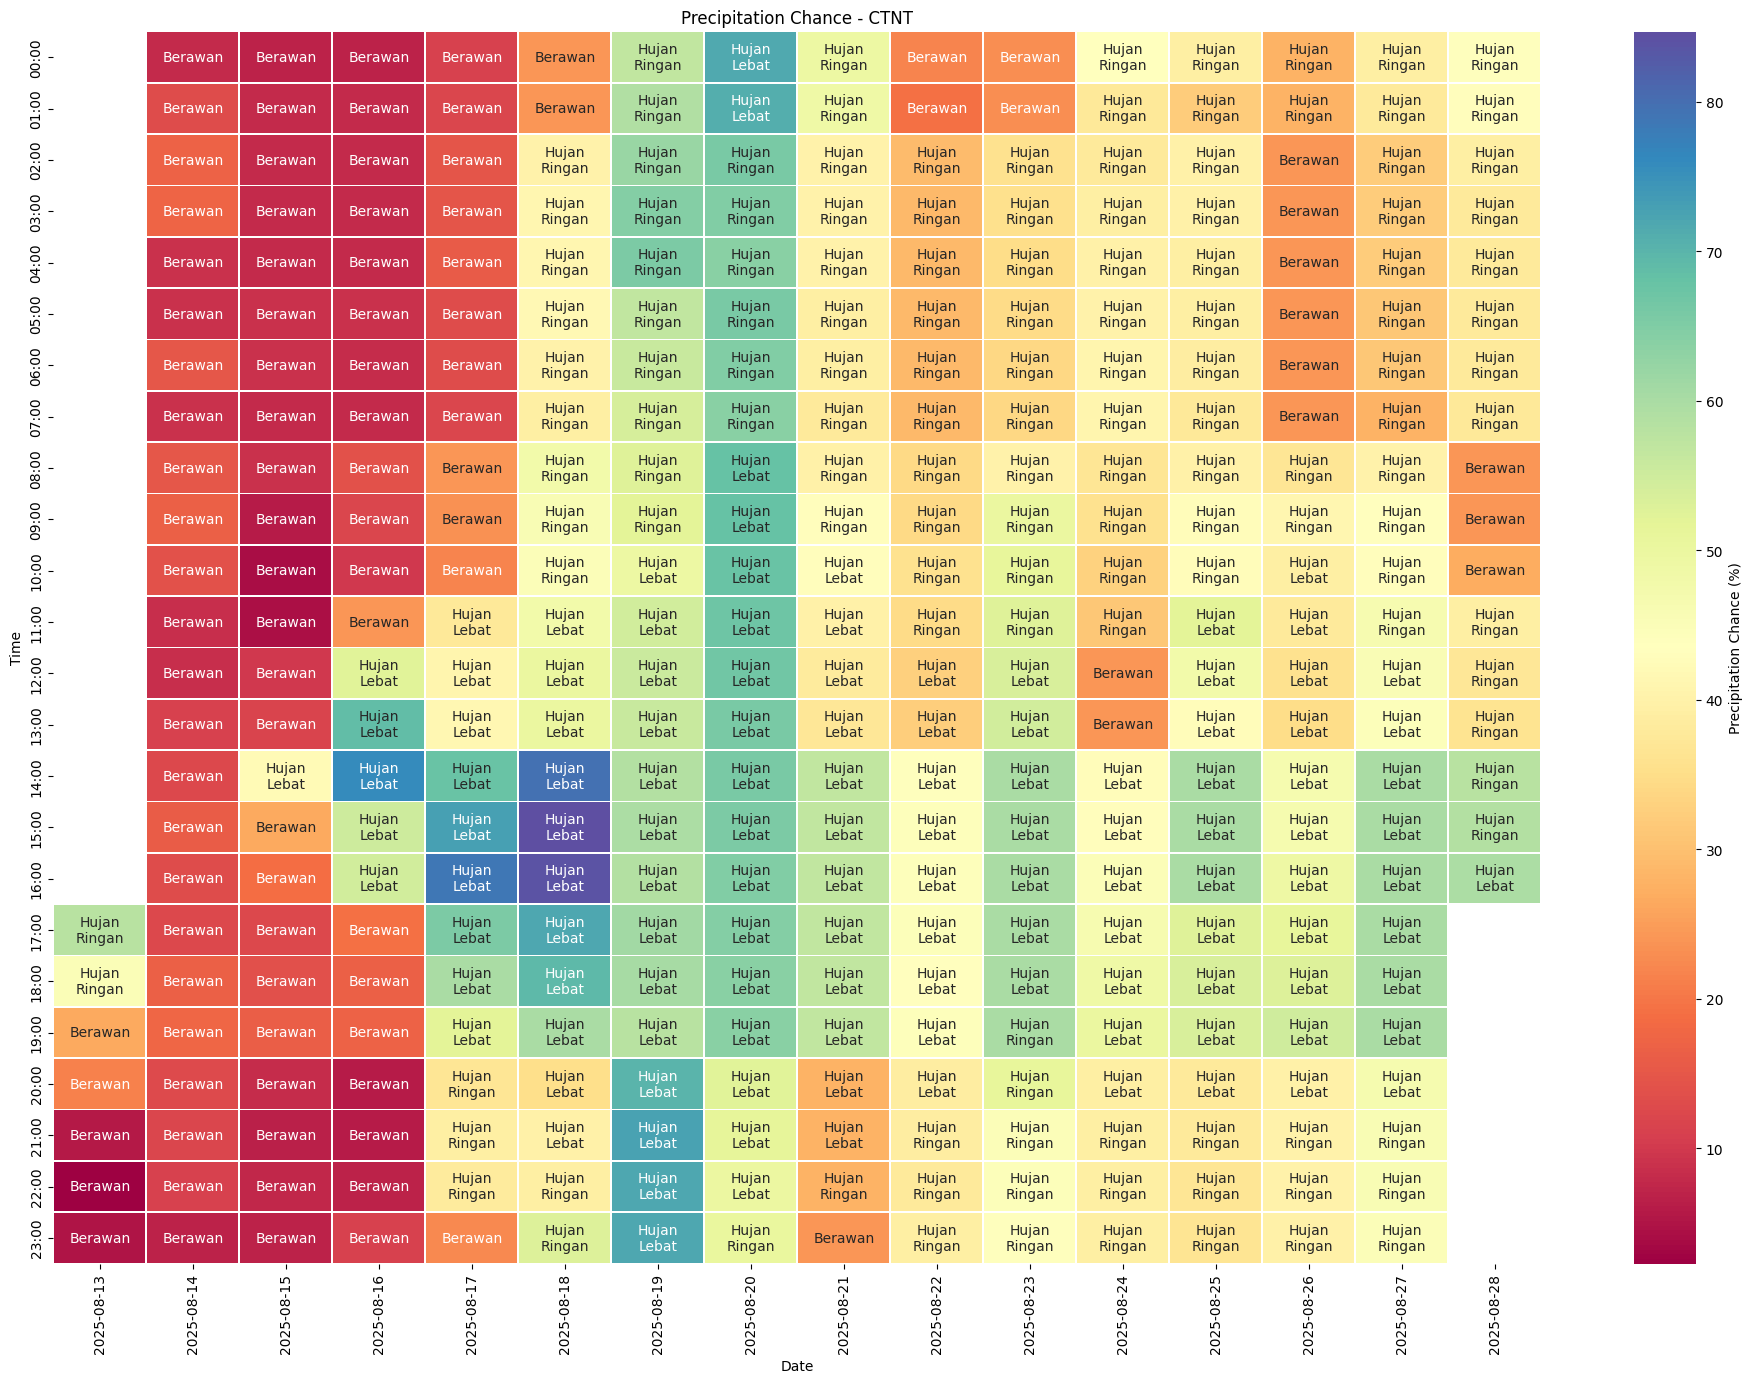 Precipitation Chance - CTNT
00:00 Berawan Berawan Berawan Berawan Berawan Hujan Ringan Hujan Lebat Hujan Ringan Berawan Berawan Hujan Ringan Hujan Ringan Hujan Ringan Hujan Ringan Hujan Ringan
01:00 Berawan Berawan Berawan Berawan Berawan Hujan Ringan Hujan Lebat Hujan Ringan Berawan Berawan Hujan Ringan Hujan Ringan Hujan Ringan Hujan Ringan Hujan Ringan
02:00 Berawan Berawan Berawan Berawan Hujan Ringan Hujan Ringan Hujan Ringan Hujan Ringan Hujan Ringan Hujan Ringan Hujan Ringan Hujan Ringan Berawan Hujan Ringan Hujan Ringan
03:00 Berawan Berawan Berawan Berawan Hujan Ringan Hujan Ringan Hujan Ringan Hujan Ringan Hujan Ringan Hujan Ringan Hujan Ringan Hujan Ringan Berawan Hujan Ringan Hujan Ringan
04:00 Berawan Berawan Berawan Berawan Hujan Ringan Hujan Ringan Hujan Ringan Hujan Ringan Hujan Ringan Hujan Ringan Hujan Ringan Hujan Ringan Berawan Hujan Ringan Hujan Ringan
05:00 Berawan Berawan Berawan Berawan Hujan Ringan Hujan Ringan Hujan Ringan Hujan Ringan Hujan Ringan Hujan Ringan Hujan Ringan Hujan Ringan Berawan Hujan Ringan Hujan Ringan
06:00 Berawan Berawan Berawan Berawan Hujan Ringan Hujan Ringan Hujan Ringan Hujan Ringan Hujan Ringan Hujan Ringan Hujan Ringan Hujan Ringan Berawan Hujan Ringan Hujan Ringan
07:00 Berawan Berawan Berawan Berawan Hujan Ringan Hujan Ringan Hujan Ringan Hujan Ringan Hujan Ringan Hujan Ringan Hujan Ringan Hujan Ringan Berawan Hujan Ringan Hujan Ringan
08:00 Berawan Berawan Berawan Berawan Hujan Ringan Hujan Ringan Hujan Lebat Hujan Ringan Hujan Ringan Hujan Ringan Hujan Ringan Hujan Ringan Hujan Ringan Hujan Ringan Berawan
09:00 Berawan Berawan Berawan Berawan Hujan Ringan Hujan Ringan Hujan Lebat Hujan Ringan Hujan Ringan Hujan Ringan Hujan Ringan Hujan Ringan Hujan Ringan Hujan Ringan Berawan
10:00 Berawan Berawan Berawan Berawan Hujan Ringan Hujan Lebat Hujan Lebat Hujan Lebat Hujan Ringan Hujan Ringan Hujan Ringan Hujan Ringan Hujan Lebat Hujan Ringan Berawan
11:00 Berawan Berawan Berawan Hujan Lebat Hujan Lebat Hujan Lebat Hujan Lebat Hujan Lebat Hujan Ringan Hujan Ringan Hujan Ringan Hujan Lebat Hujan Lebat Hujan Ringan Hujan Ringan
12:00 Berawan Berawan Hujan Lebat Hujan Lebat Hujan Lebat Hujan Lebat Hujan Lebat Hujan Lebat Hujan Lebat Hujan Lebat Berawan Hujan Lebat Hujan Lebat Hujan Lebat Hujan Ringan
13:00 Berawan Berawan Hujan Lebat Hujan Lebat Hujan Lebat Hujan Lebat Hujan Lebat Hujan Lebat Hujan Lebat Hujan Lebat Berawan Hujan Lebat Hujan Lebat Hujan Lebat Hujan Ringan
14:00 Berawan Hujan Lebat Hujan Lebat Hujan Lebat Hujan Lebat Hujan Lebat Hujan Lebat Hujan Lebat Hujan Lebat Hujan Lebat Hujan Lebat Hujan Lebat Hujan Lebat Hujan Lebat Hujan Ringan
15:00 Berawan Berawan Hujan Lebat Hujan Lebat Hujan Lebat Hujan Lebat Hujan Lebat Hujan Lebat Hujan Lebat Hujan Lebat Hujan Lebat Hujan Lebat Hujan Lebat Hujan Lebat Hujan Ringan
16:00 Berawan Berawan Hujan Lebat Hujan Lebat Hujan Lebat Hujan Lebat Hujan Lebat Hujan Lebat Hujan Lebat Hujan Lebat Hujan Lebat Hujan Lebat Hujan Lebat Hujan Lebat Hujan Lebat
17:00 Hujan Ringan Berawan Berawan Berawan Hujan Lebat Hujan Lebat Hujan Lebat Hujan Lebat Hujan Lebat Hujan Lebat Hujan Lebat Hujan Lebat Hujan Lebat Hujan Lebat Hujan Lebat
18:00 Hujan Ringan Berawan Berawan Berawan Hujan Lebat Hujan Lebat Hujan Lebat Hujan Lebat Hujan Lebat Hujan Lebat Hujan Lebat Hujan Lebat Hujan Lebat Hujan Lebat Hujan Lebat
19:00 Berawan Berawan Berawan Berawan Hujan Lebat Hujan Lebat Hujan Lebat Hujan Lebat Hujan Lebat Hujan Lebat Hujan Ringan Hujan Lebat Hujan Lebat Hujan Lebat Hujan Lebat
20:00 Berawan Berawan Berawan Berawan Hujan Ringan Hujan Lebat Hujan Lebat Hujan Lebat Hujan Lebat Hujan Lebat Hujan Ringan Hujan Lebat Hujan Lebat Hujan Lebat Hujan Lebat
21:00 Berawan Berawan Berawan Berawan Hujan Ringan Hujan Lebat Hujan Lebat Hujan Lebat Hujan Lebat Hujan Ringan Hujan Ringan Hujan Ringan Hujan Ringan Hujan Ringan Hujan Ringan
22:00 Berawan Berawan Berawan Berawan Hujan Ringan Hujan Ringan Hujan Lebat Hujan Lebat Hujan Ringan Hujan Ringan Hujan Ringan Hujan Ringan Hujan Ringan Hujan Ringan Hujan Ringan
23:00 Berawan Berawan Berawan Berawan Berawan Hujan Ringan Hujan Lebat Hujan Ringan Berawan Hujan Ringan Hujan Ringan Hujan Ringan Hujan Ringan Hujan Ringan Hujan Ringan
Time
2025-08-13 2025-08-14 2025-08-15 2025-08-16 2025-08-17 2025-08-18 2025-08-19 2025-08-20 2025-08-21 2025-08-22 2025-08-23 2025-08-24 2025-08-25 2025-08-26 2025-08-27 2025-08-28
Date
80
70
60
50
40
30
20
10
Precipitation Chance (%)